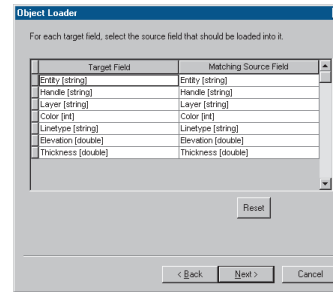 Object Loader
For each target field, select the source field that should be loaded into it.
Target Field Matching Source Field
Entity [string] Entity [string]
Handle [string] Handle [string]
Layer [string] Layer [string]
Color [int] Color [int]
Linetype [string] Linetype [string]
Elevation [double] Elevation [double]
Thickness [double] Thickness [double]
Reset
< Back Next > Cancel